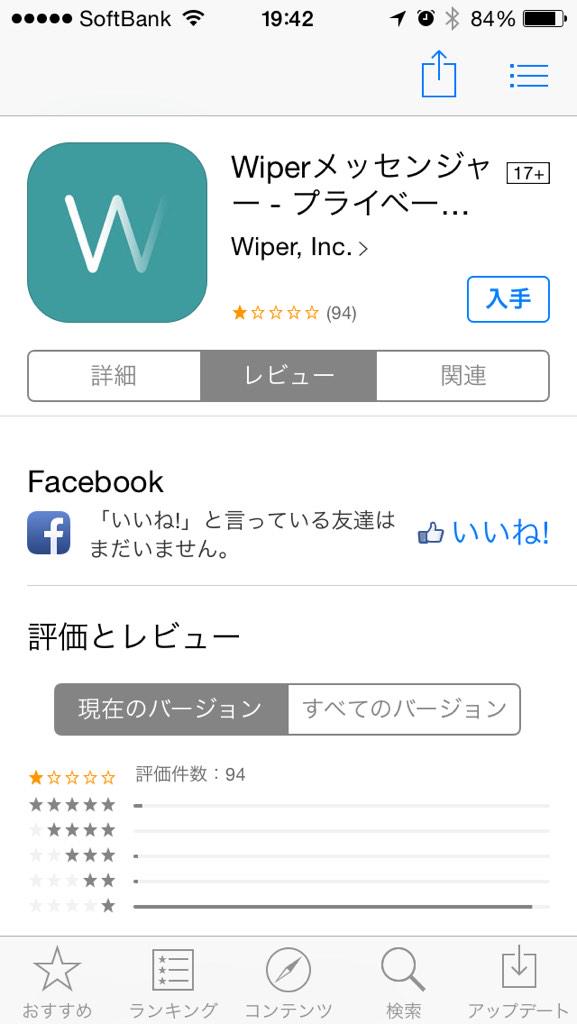 SoftBank 19:42 84%
W
Wiperメッセンジャ
ー - プライベー...
17+
Wiper, Inc.
(94)
入手
詳細 レビュー 関連
Facebook
f
「いいね!」と言っている友達は
まだいません。
いいね!
評価とレビュー
現在のバージョン すべてのバージョン
評価件数：94
おすすめ ランキング コンテンツ 検索 アップデート